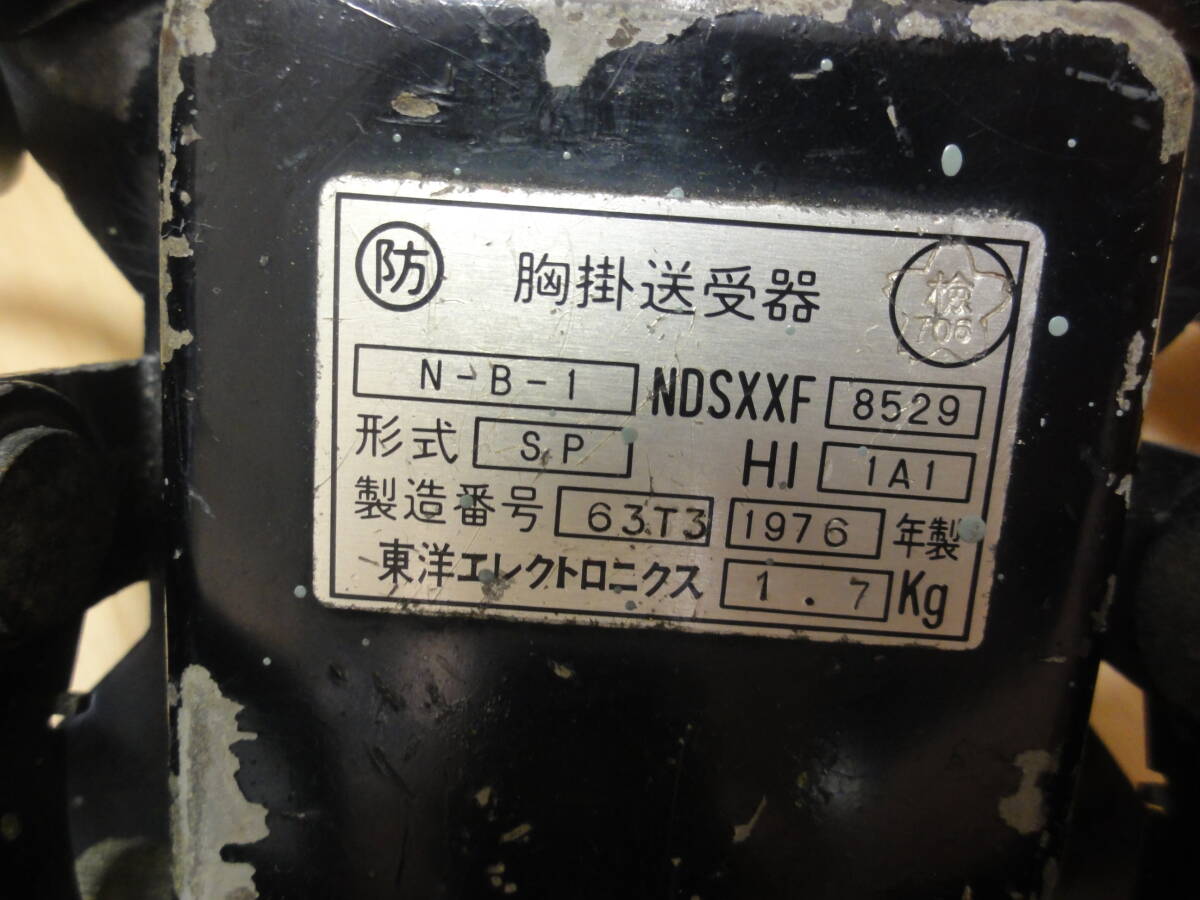 防 胸掛送受器 検 706
N-B-1 NDSXXF 8529
形式 SP HI 1A1
製造番号 63T3 1976 年製
東洋エレクトロニクス 1.7 Kg